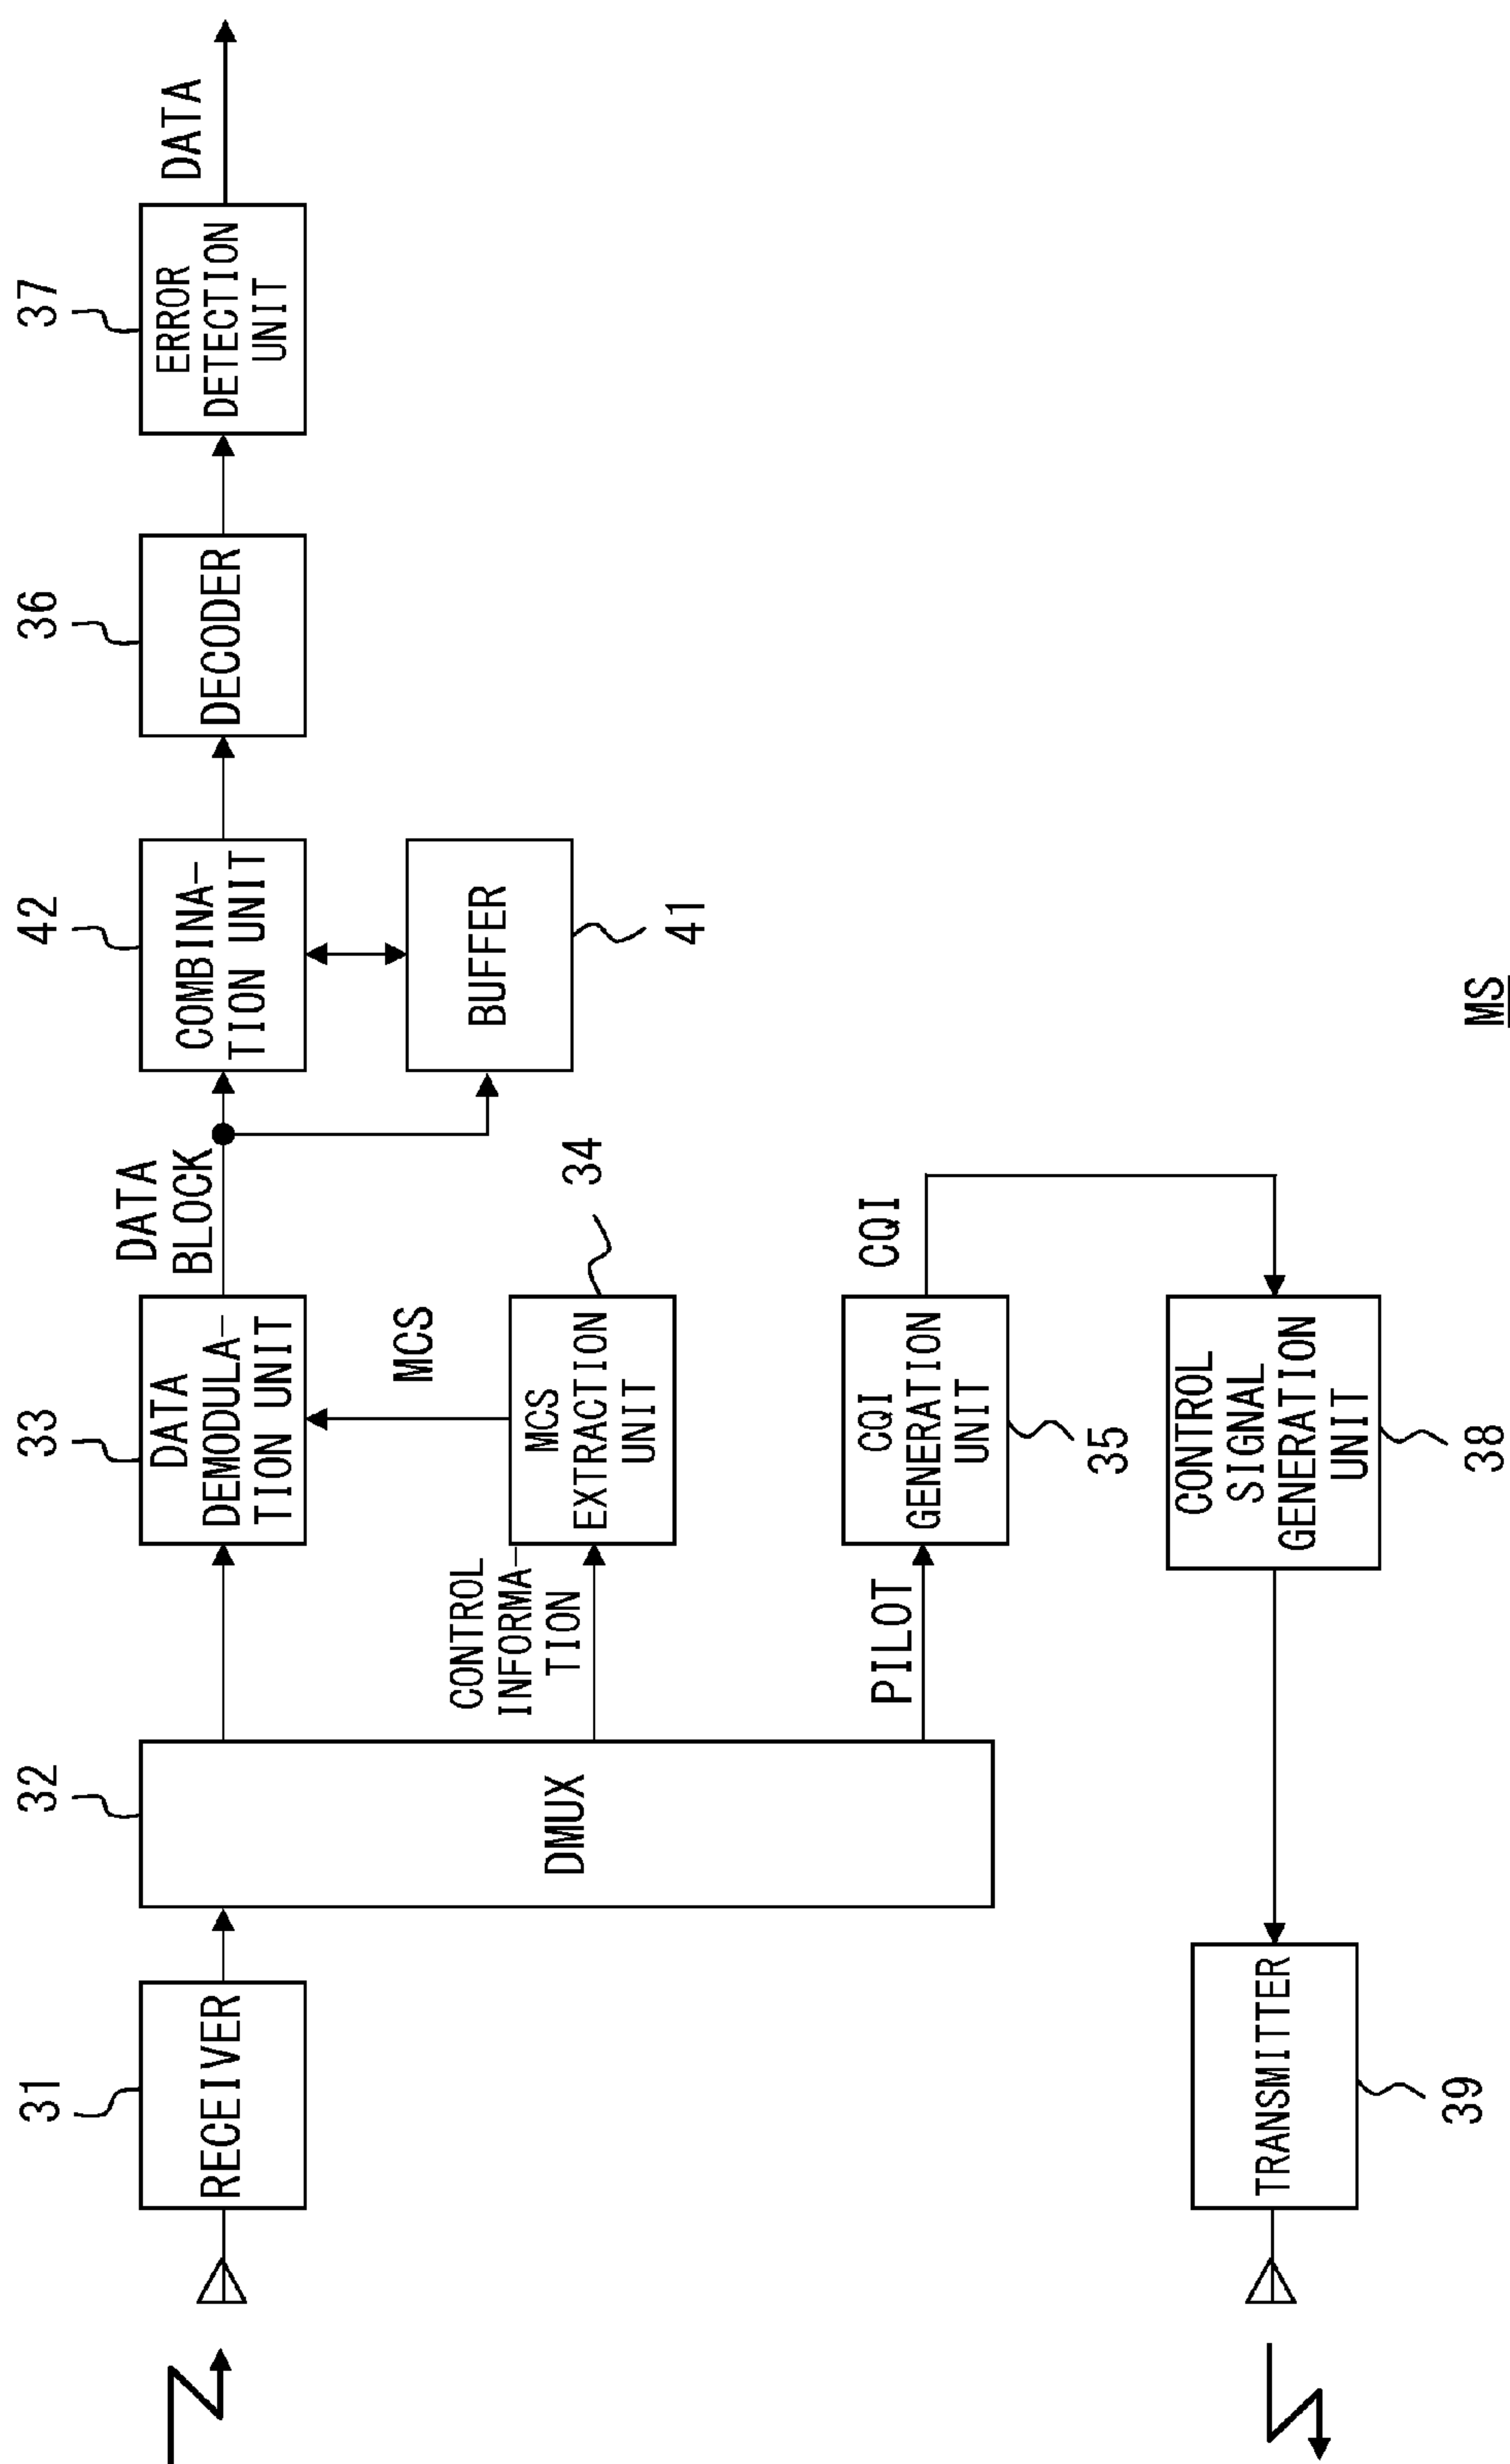 31
RECEIVER
32
DMUX
33
DATA
DEMODULA-
TION UNIT
CONTROL
INFORMA-
TION
MCS
EXTRACTION
UNIT
34
MCS
DATA
BLOCK
42
COMBINA-
TION UNIT
BUFFER
41
36
DECODER
37
ERROR
DETECTION
UNIT
DATA
PILOT
CQI
GENERATION
UNIT
35
CQI
CONTROL
SIGNAL
GENERATION
UNIT
38
TRANSMITTER
39
MS